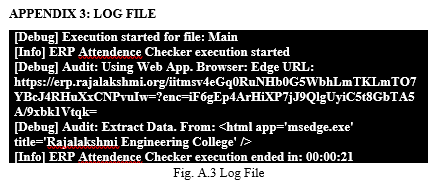 APPENDIX 3: LOG FILE
[Debug] Execution started for file: Main
[Info] ERP Attendence Checker execution started
[Debug] Audit: Using Web App. Browser: Edge URL:
https://erp.rajalakshmi.org/iitmsv4eGq0RuNHb0G5WbhLmTKLmTO7
YBcJ4RHuXxCNPvuIw=?enc=iF6gEp4ArHiXP7jJ9QlgUyiC5t8GbTA5
A/9xbk1Vtqk=
[Debug] Audit: Extract Data. From: <html app='msedge.exe'
title='Rajalakshmi Engineering College' />
[Info] ERP Attendence Checker execution ended in: 00:00:21
Fig. A.3 Log File